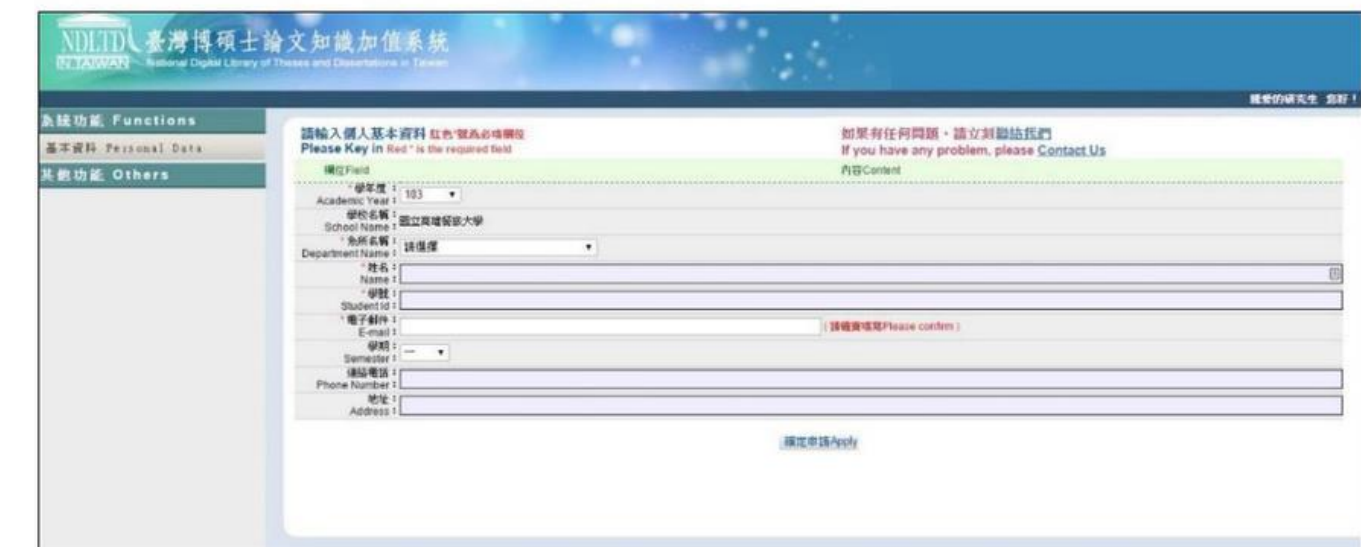 NDLTD 臺灣博碩士論文知識加值系統
IN TAIWAN National Digital Library of Theses and Dissertations in Taiwan
親愛的研究生 您好!
系統功能 Functions
基本資料 Personal Data
其他功能 Others
請輸入個人基本資料 紅色*號為必填欄位
Please Key in Red * is the required field
如果有任何問題,請立刻聯絡我們
If you have any problem, please Contact Us
欄位Field 內容Content
*學年度:
Academic Year: 103
學校名稱:
School Name: 國立高雄餐旅大學
*系所名稱:
Department Name: 請選擇
*姓名:
Name:
*學號:
Student Id:
*電子郵件:
E-mail: (請確實填寫Please confirm)
學期:
Semester: 一
連絡電話:
Phone Number:
地址:
Address:
確定申請Apply